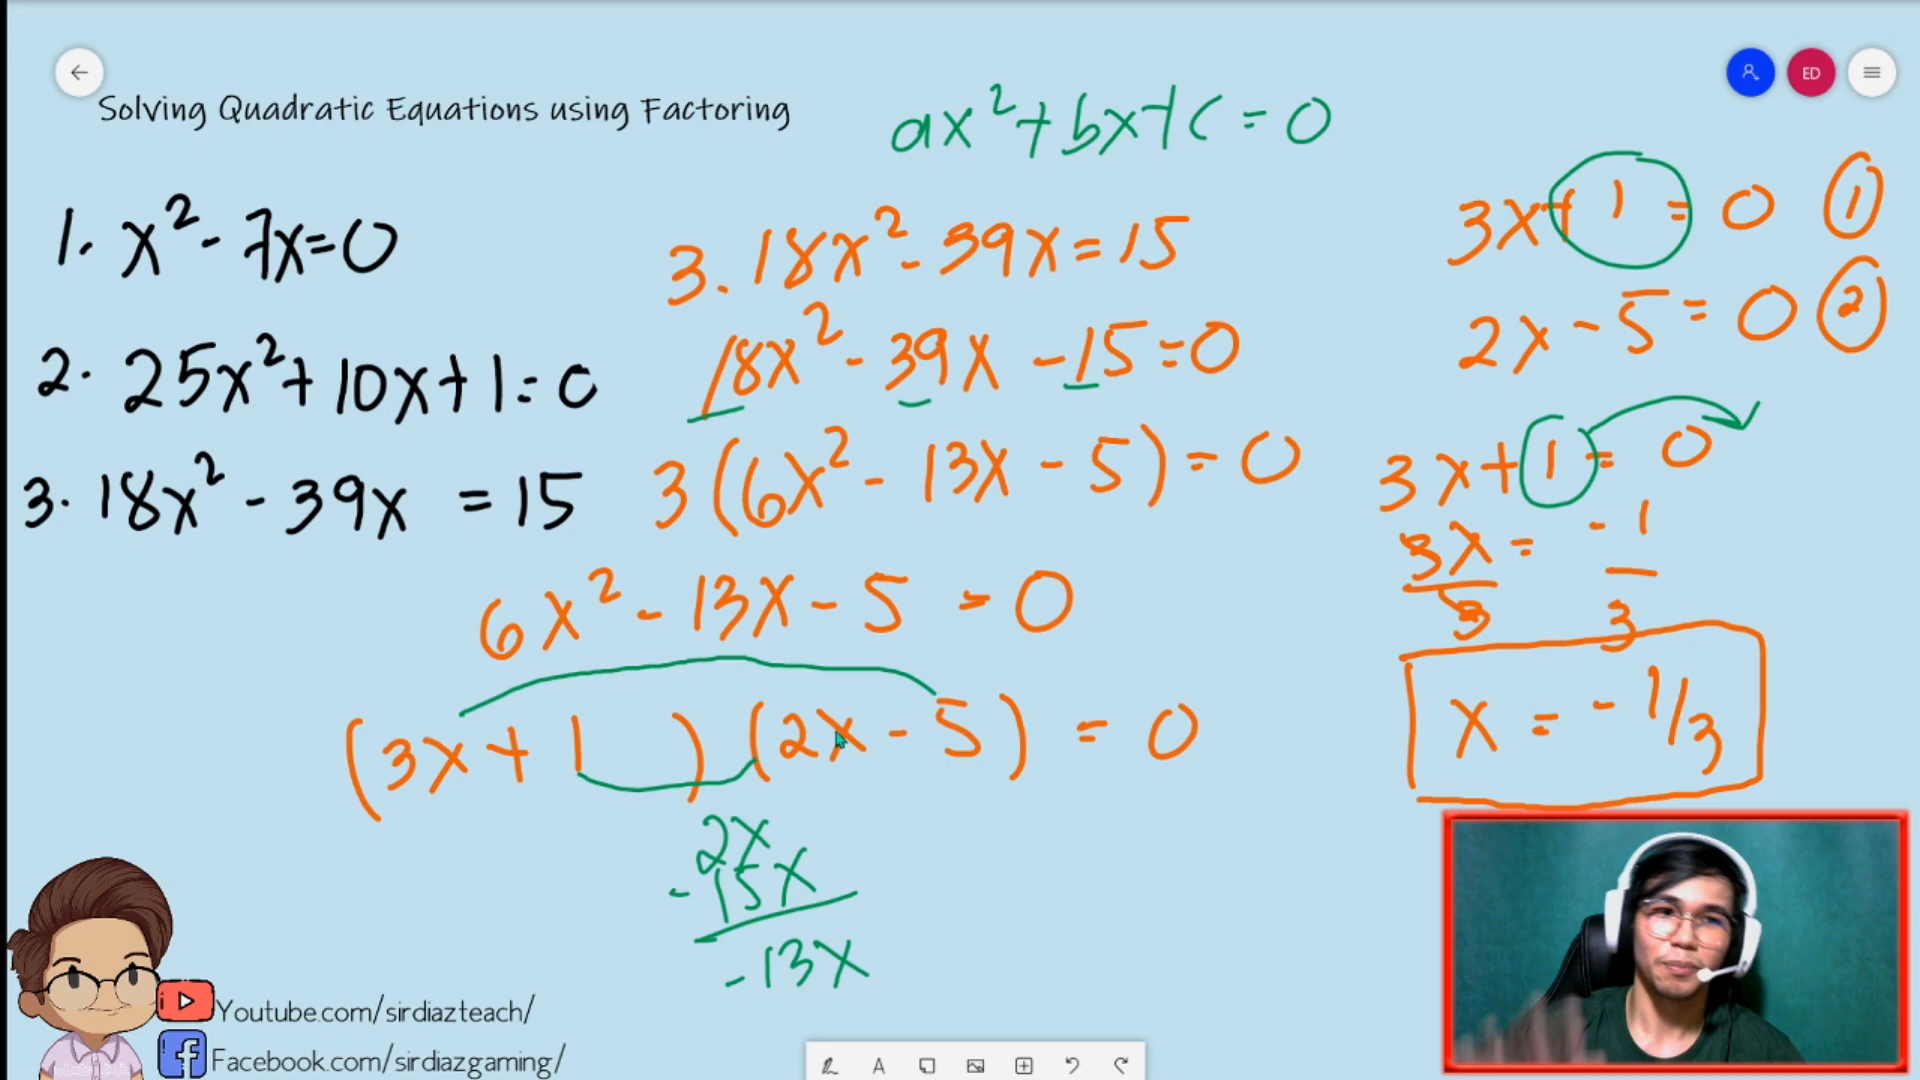 Solving Quadratic Equations using Factoring
ax²+bx+c=0
ED
1. x²-7x=0
2. 25x²+10x+1=0
3. 18x²-39x=15
3. 18x²-39x=15
18x²-39x-15=0
3(6x²-13x-5)=0
6x²-13x-5=0
(3x+1)(2x-5)=0
2x
-15x
-13x
3x+1=0 ①
2x-5=0 ②
3x+1=0
3x = -1
3 3
x=-1/3
Youtube.com/sirdiazteach/
Facebook.com/sirdiazgaming/
A